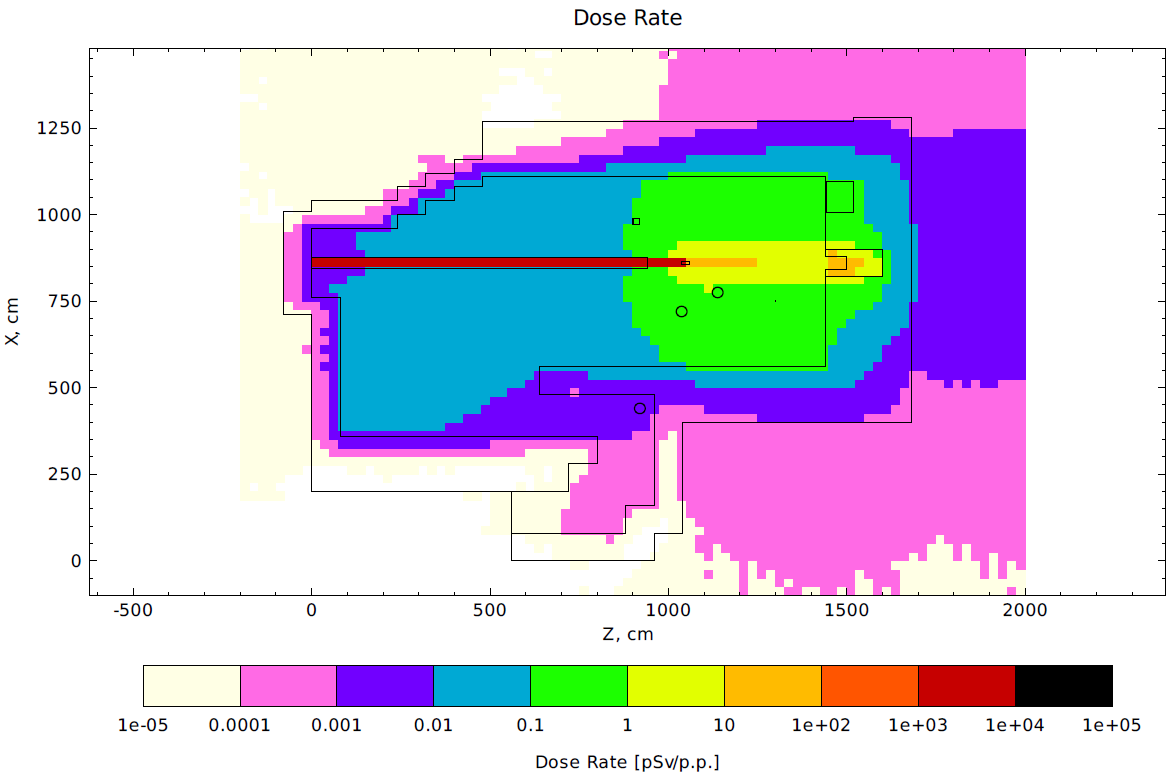 Dose Rate
1250
1000
750
500
250
0
X, cm
-500 0 500 1000 1500 2000
Z, cm
1e-05 0.0001 0.001 0.01 0.1 1 10 1e+02 1e+03 1e+04 1e+05
Dose Rate [pSv/p.p.]